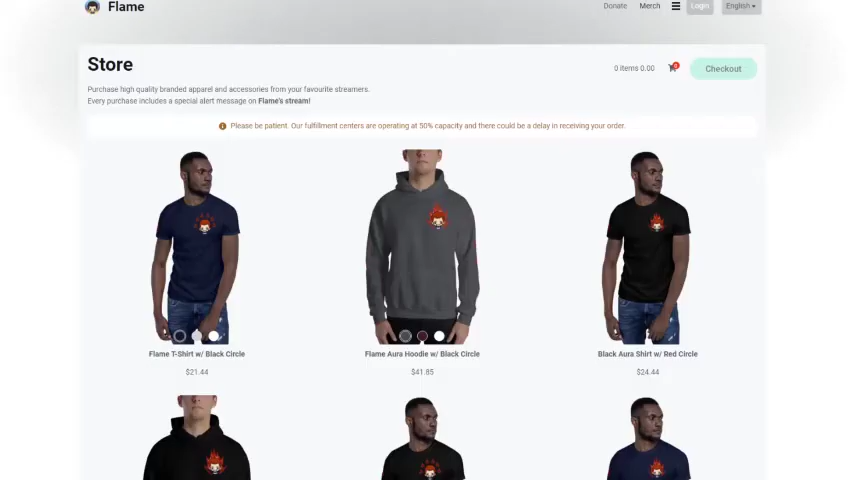 Flame
Donate
Merch
Login
English
Store
0 Items 0.00
0
Checkout
Purchase high quality branded apparel and accessories from your favourite streamers.
Every purchase includes a special alert message on Flame's stream!
Please be patient. Our fulfillment centers are operating at 50% capacity and there could be a delay in receiving your order.
Flame T-Shirt w/ Black Circle
Flame Aura Hoodie w/ Black Circle
Black Aura Shirt w/ Red Circle
$21.44
$41.85
$24.44